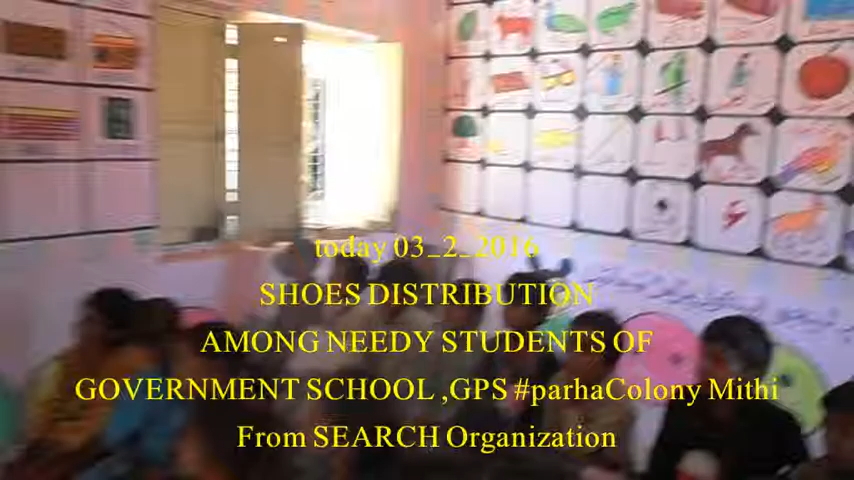 today 03_2_2016
SHOES DISTRIBUTION
AMONG NEEDY STUDENTS OF
GOVERNMENT SCHOOL ,GPS #parhaColony Mithi
From SEARCH Organization